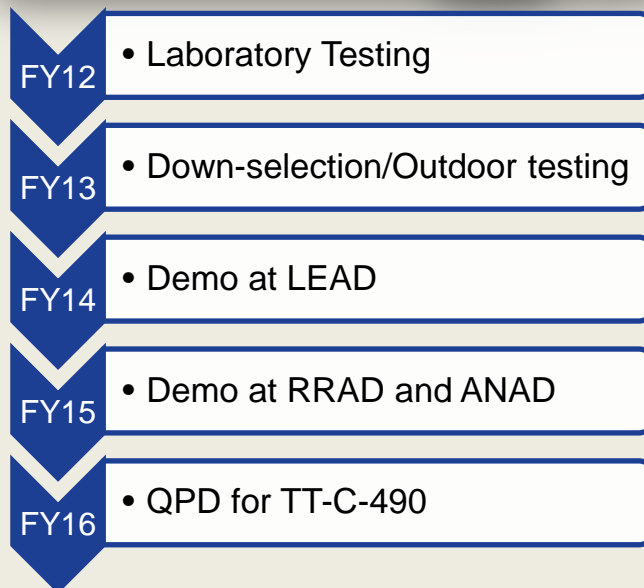 FY12
• Laboratory Testing
FY13
• Down-selection/Outdoor testing
FY14
• Demo at LEAD
FY15
• Demo at RRAD and ANAD
FY16
• QPD for TT-C-490